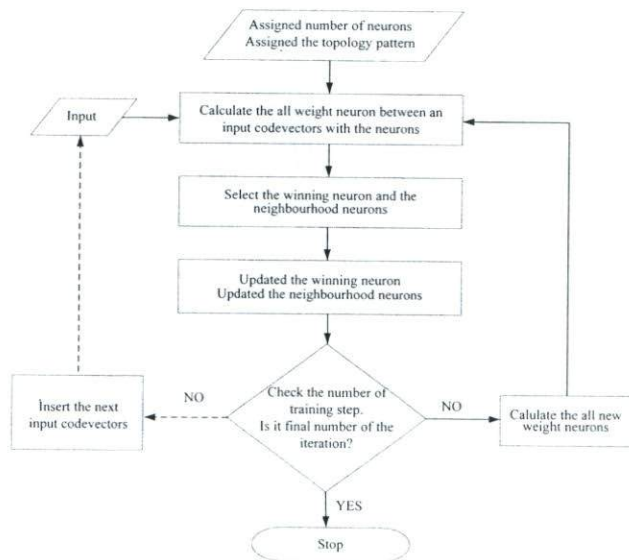 Assigned number of neurons
Assigned the topology pattern
Input
Calculate the all weight neuron between an
input codevectors with the neurons
Select the winning neuron and the
neighbourhood neurons
Updated the winning neuron
Updated the neighbourhood neurons
Insert the next
input codevectors
NO
Check the number of
training step.
Is it final number of the
iteration?
NO
Calulate the all new
weight neurons
YES
Stop